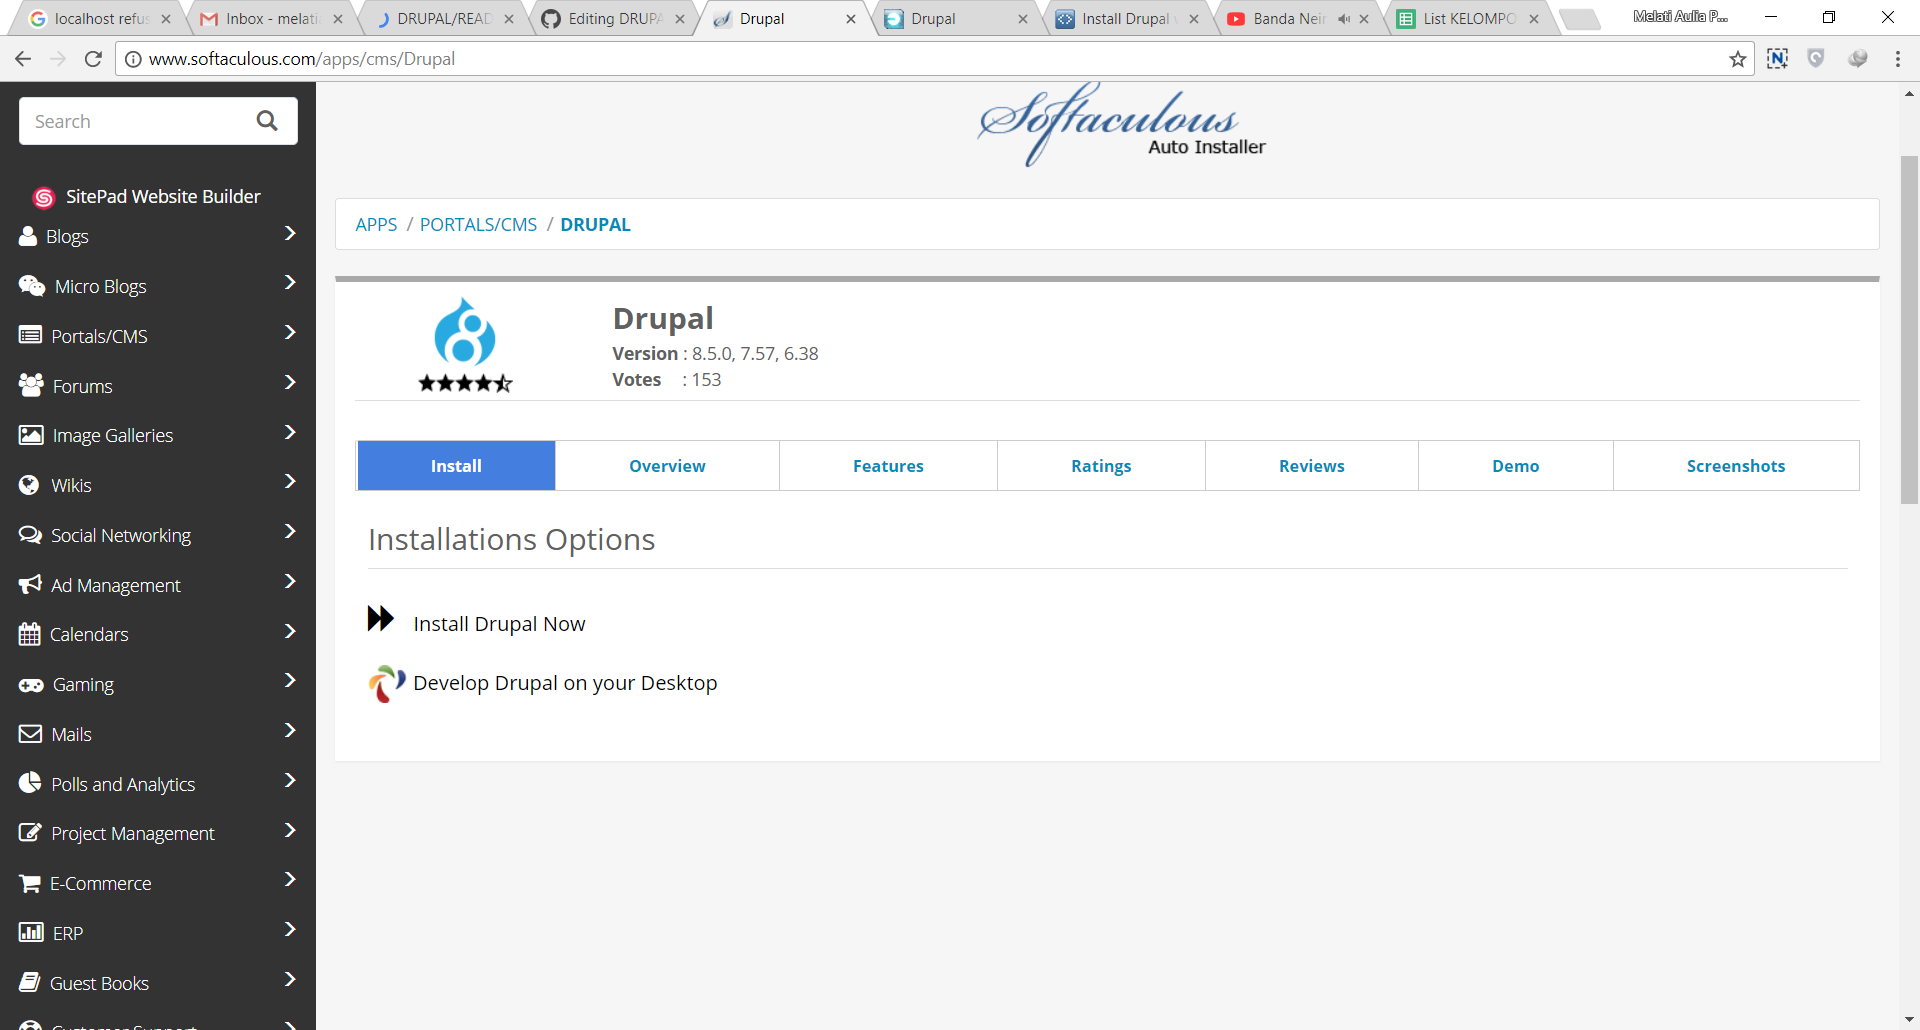 localhost refus
Inbox - melati
DRUPAL/READ
Editing DRUPA
Drupal
Drupal
Install Drupal
Banda Neir
List KELOMPO
Melati Aulia P...
www.softaculous.com/apps/cms/Drupal
Search
SitePad Website Builder
Blogs
Micro Blogs
Portals/CMS
Forums
Image Galleries
Wikis
Social Networking
Ad Management
Calendars
Gaming
Mails
Polls and Analytics
Project Management
E-Commerce
ERP
Guest Books
Customer Support
Softaculous
Auto Installer
APPS / PORTALS/CMS / DRUPAL
Drupal
Version : 8.5.0, 7.57, 6.38
Votes : 153
Install
Overview
Features
Ratings
Reviews
Demo
Screenshots
Installations Options
Install Drupal Now
Develop Drupal on your Desktop